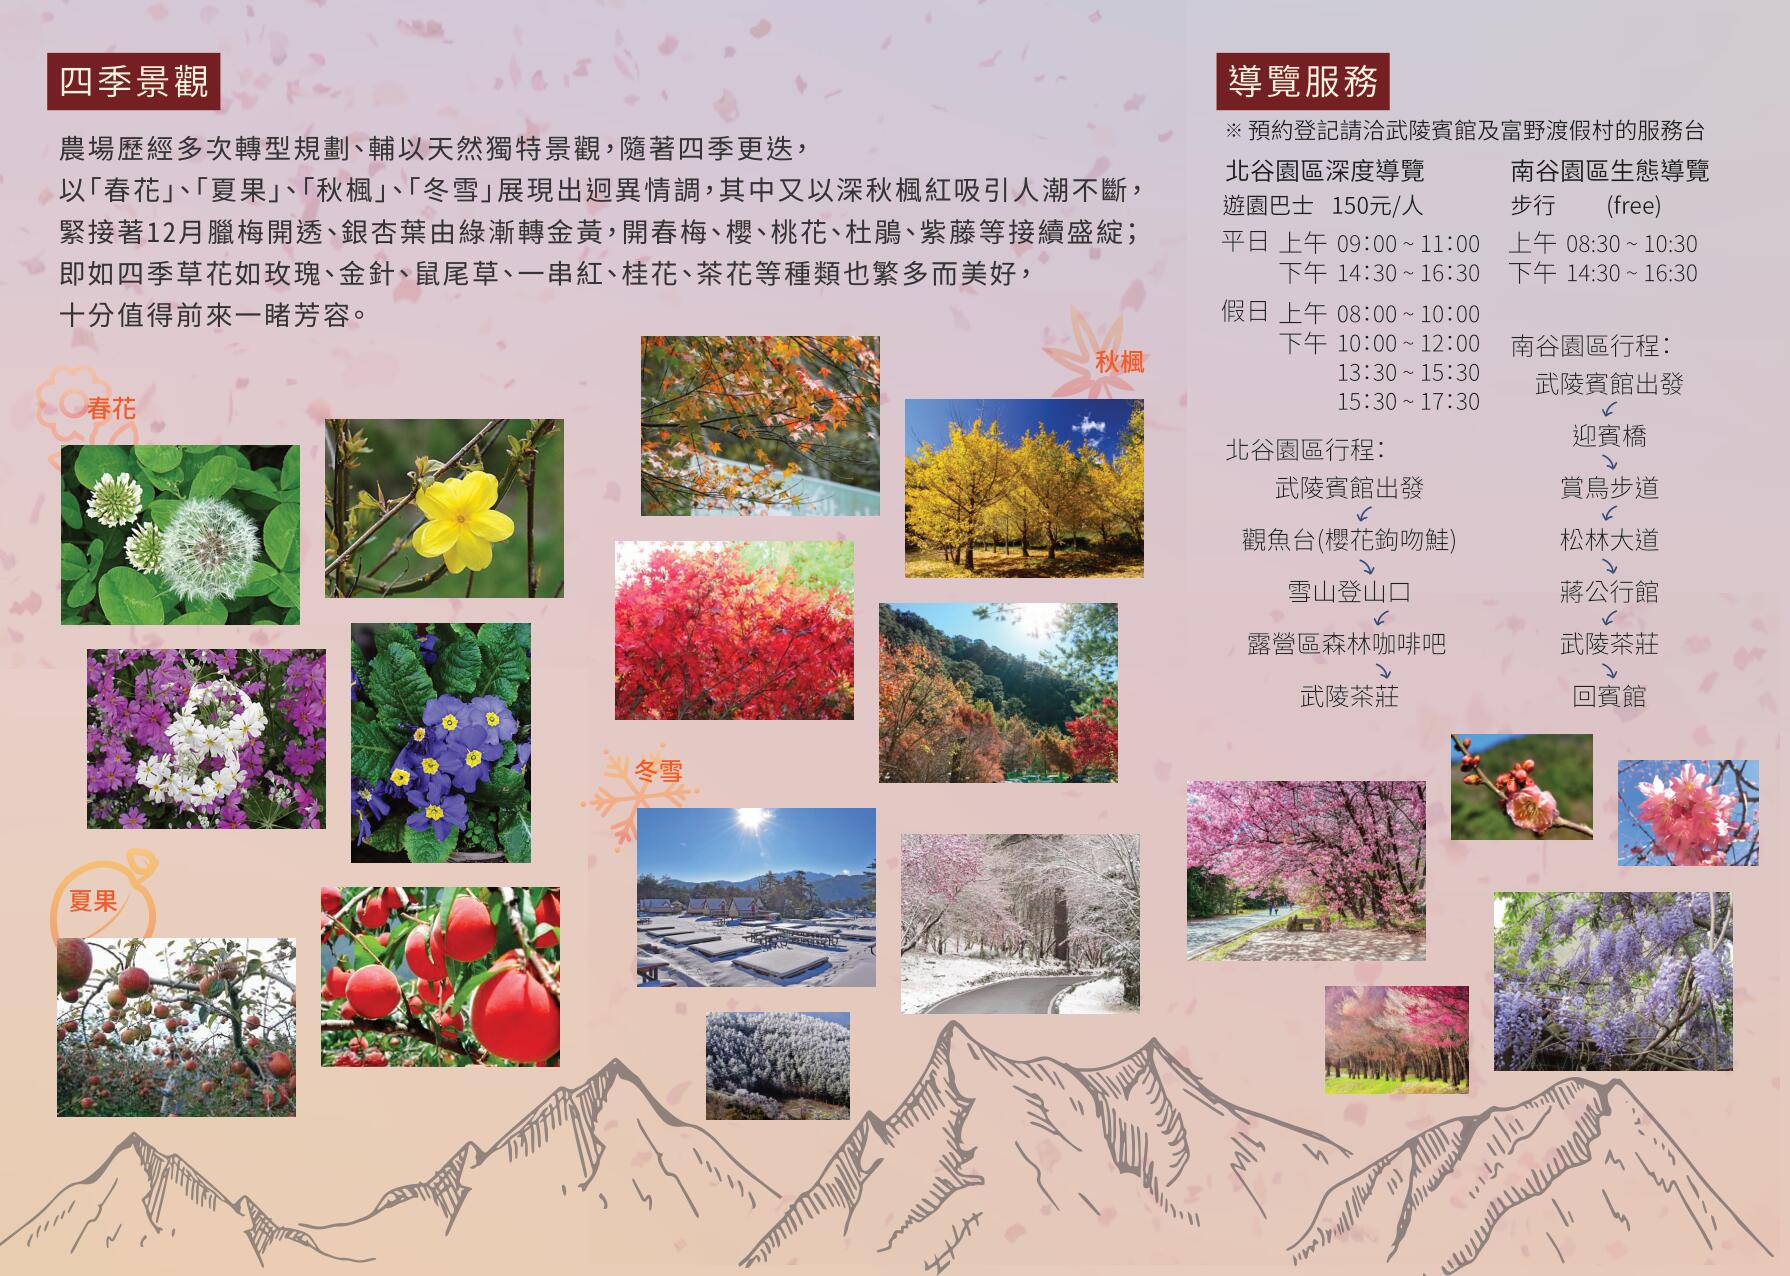 四季景觀
農場歷經多次轉型規劃、輔以天然獨特景觀，隨著四季更迭，
以「春花」、「夏果」、「秋楓」、「冬雪」展現出迥異情調，其中又以深秋楓紅吸引人潮不斷，
緊接著12月臘梅開透、銀杏葉由綠漸轉金黃，開春梅、櫻、桃花、杜鵑、紫藤等接續盛綻；
即如四季草花如玫瑰、金針、鼠尾草、一串紅、桂花、茶花等種類也繁多而美好，
十分值得前來一睹芳容。
春花
夏果
秋楓
冬雪
導覽服務
※ 預約登記請洽武陵賓館及富野渡假村的服務台
北谷園區深度導覽
遊園巴士 150元/人
平日 上午 09：00 ~ 11：00
下午 14：30 ~ 16：30
假日 上午 08：00 ~ 10：00
下午 10：00 ~ 12：00
13：30 ~ 15：30
15：30 ~ 17：30
北谷園區行程：
武陵賓館出發
觀魚台(櫻花鉤吻鮭)
雪山登山口
露營區森林咖啡吧
武陵茶莊
南谷園區生態導覽
步行 (free)
上午 08:30 ~ 10:30
下午 14:30 ~ 16:30
南谷園區行程：
武陵賓館出發
迎賓橋
賞鳥步道
松林大道
蔣公行館
武陵茶莊
回賓館